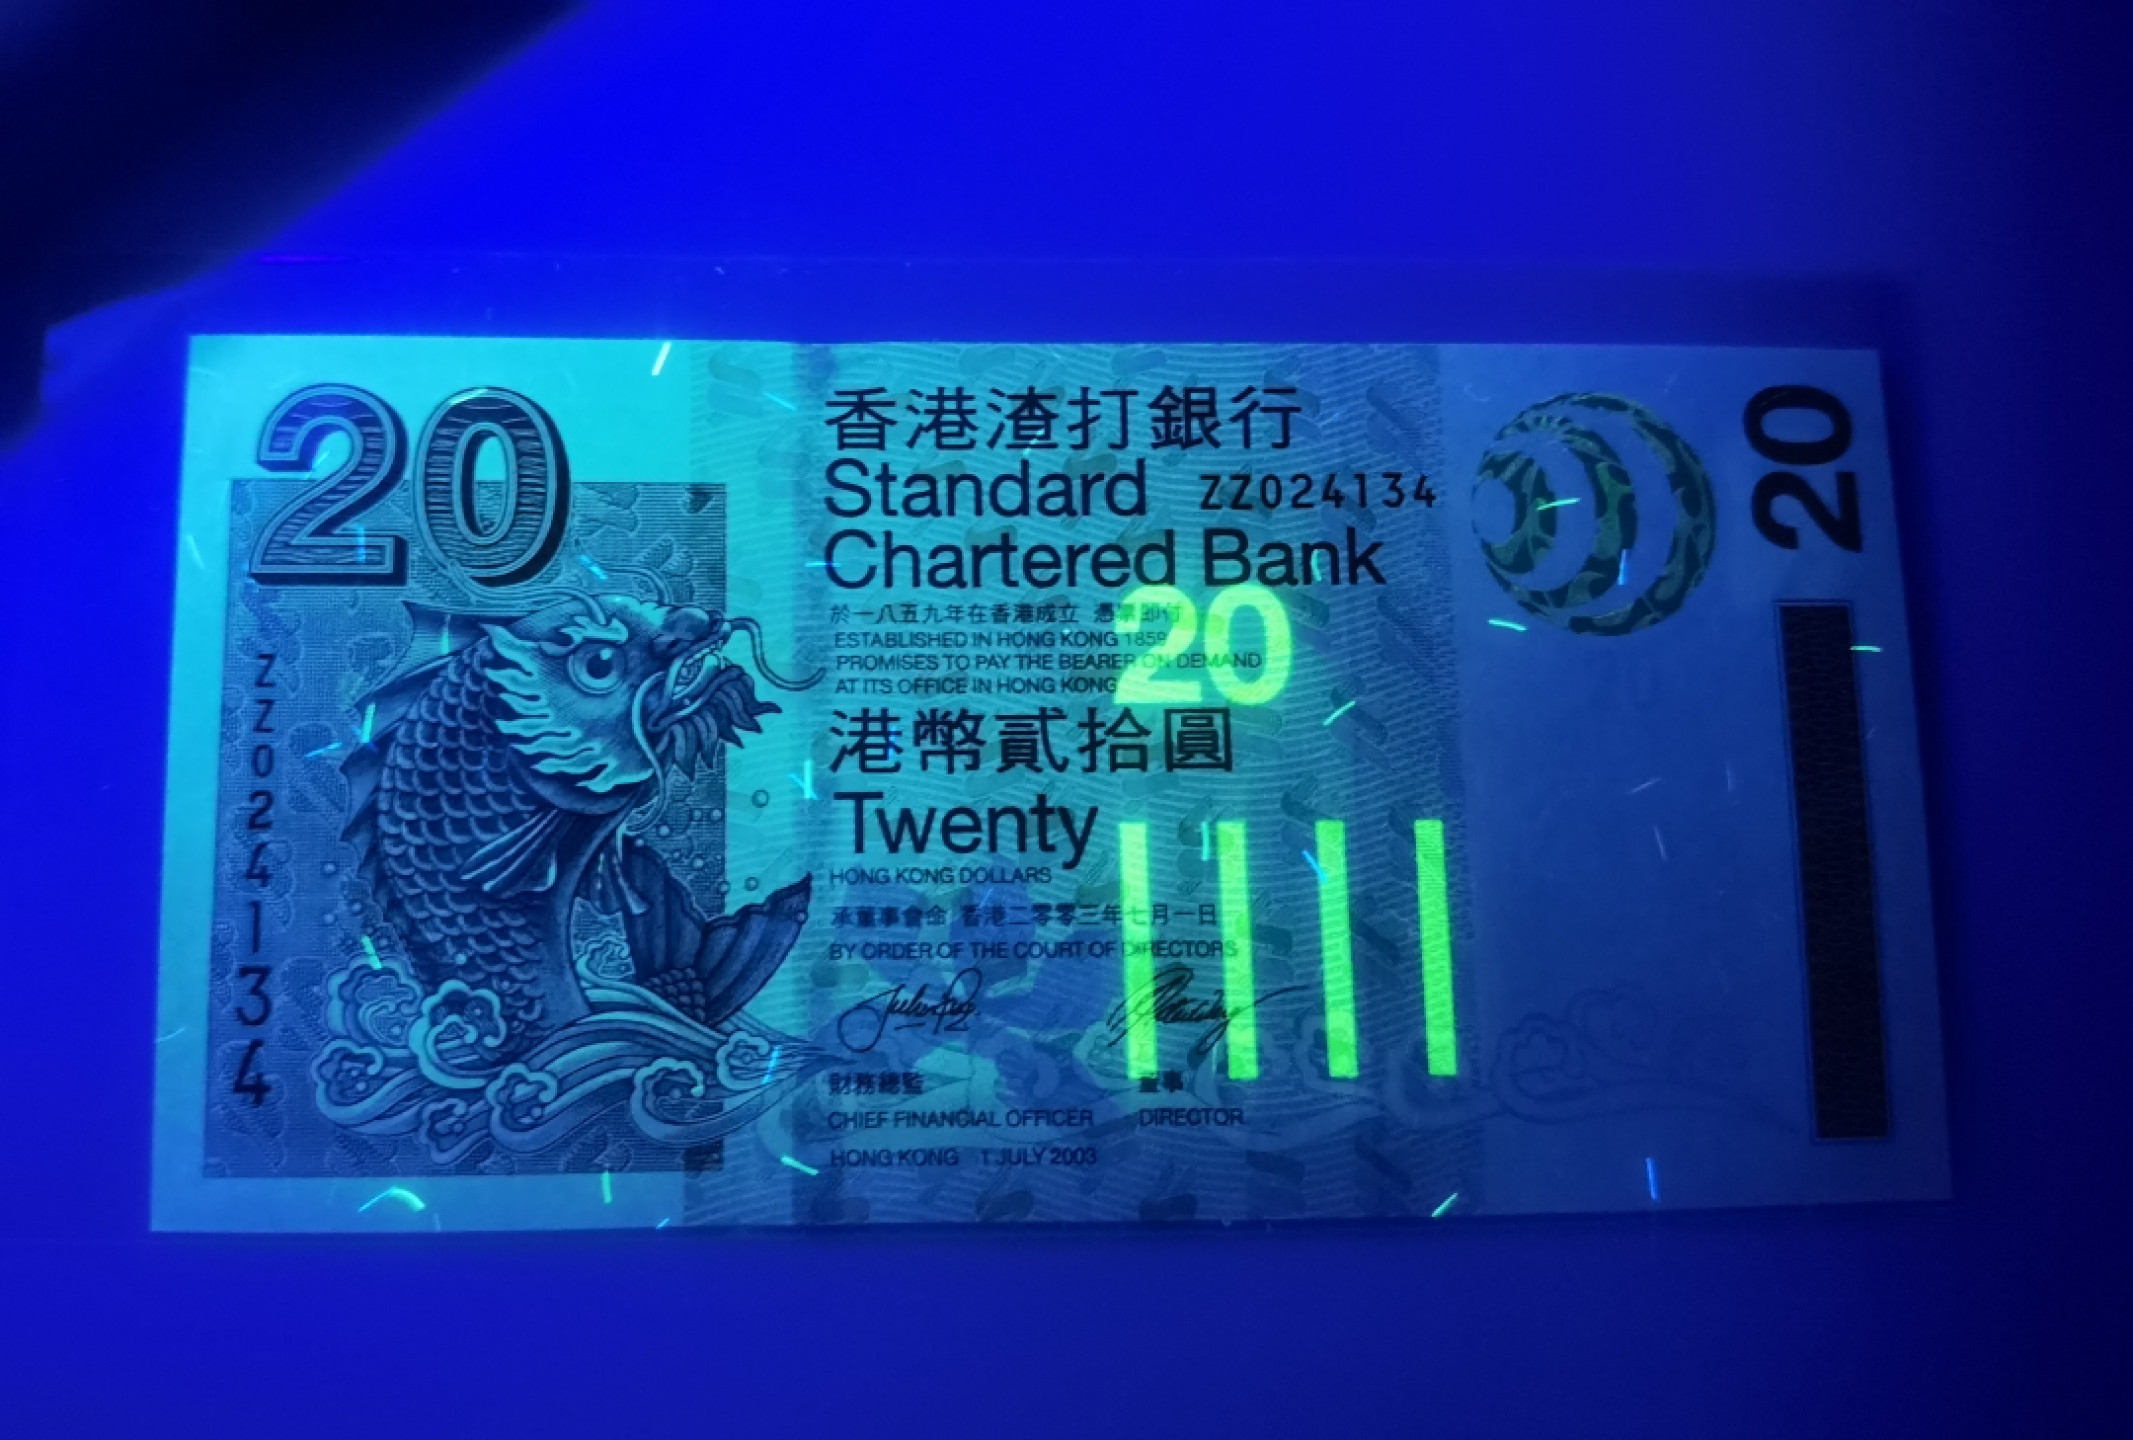 20
香港渣打銀行
Standard ZZ024134
Chartered Bank
20
於一八五九年在香港成立 憑票即付
ESTABLISHED IN HONG KONG 1859
PROMISES TO PAY THE BEARER ON DEMAND
AT ITS OFFICE IN HONG KONG
20
港幣貳拾圓
Twenty
HONG KONG DOLLARS
承董事會命 香港二零零三年七月一日
BY ORDER OF THE COURT OF DIRECTORS
財務總監 董事
CHIEF FINANCIAL OFFICER DIRECTOR
HONG KONG 1 JULY 2003
ZZ024134